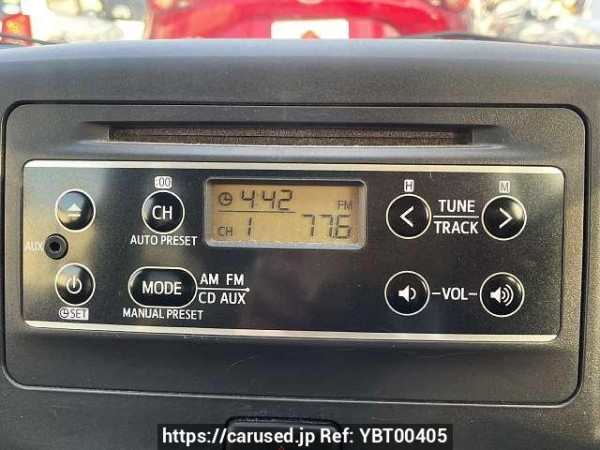 :00
H
M
CH
AUTO PRESET
4:42
FM
CH 1 77.6
TUNE
TRACK
AUX
MODE
AM FM
CD AUX
MANUAL PRESET
SET
VOL
https://carused.jp Ref: YBT00405